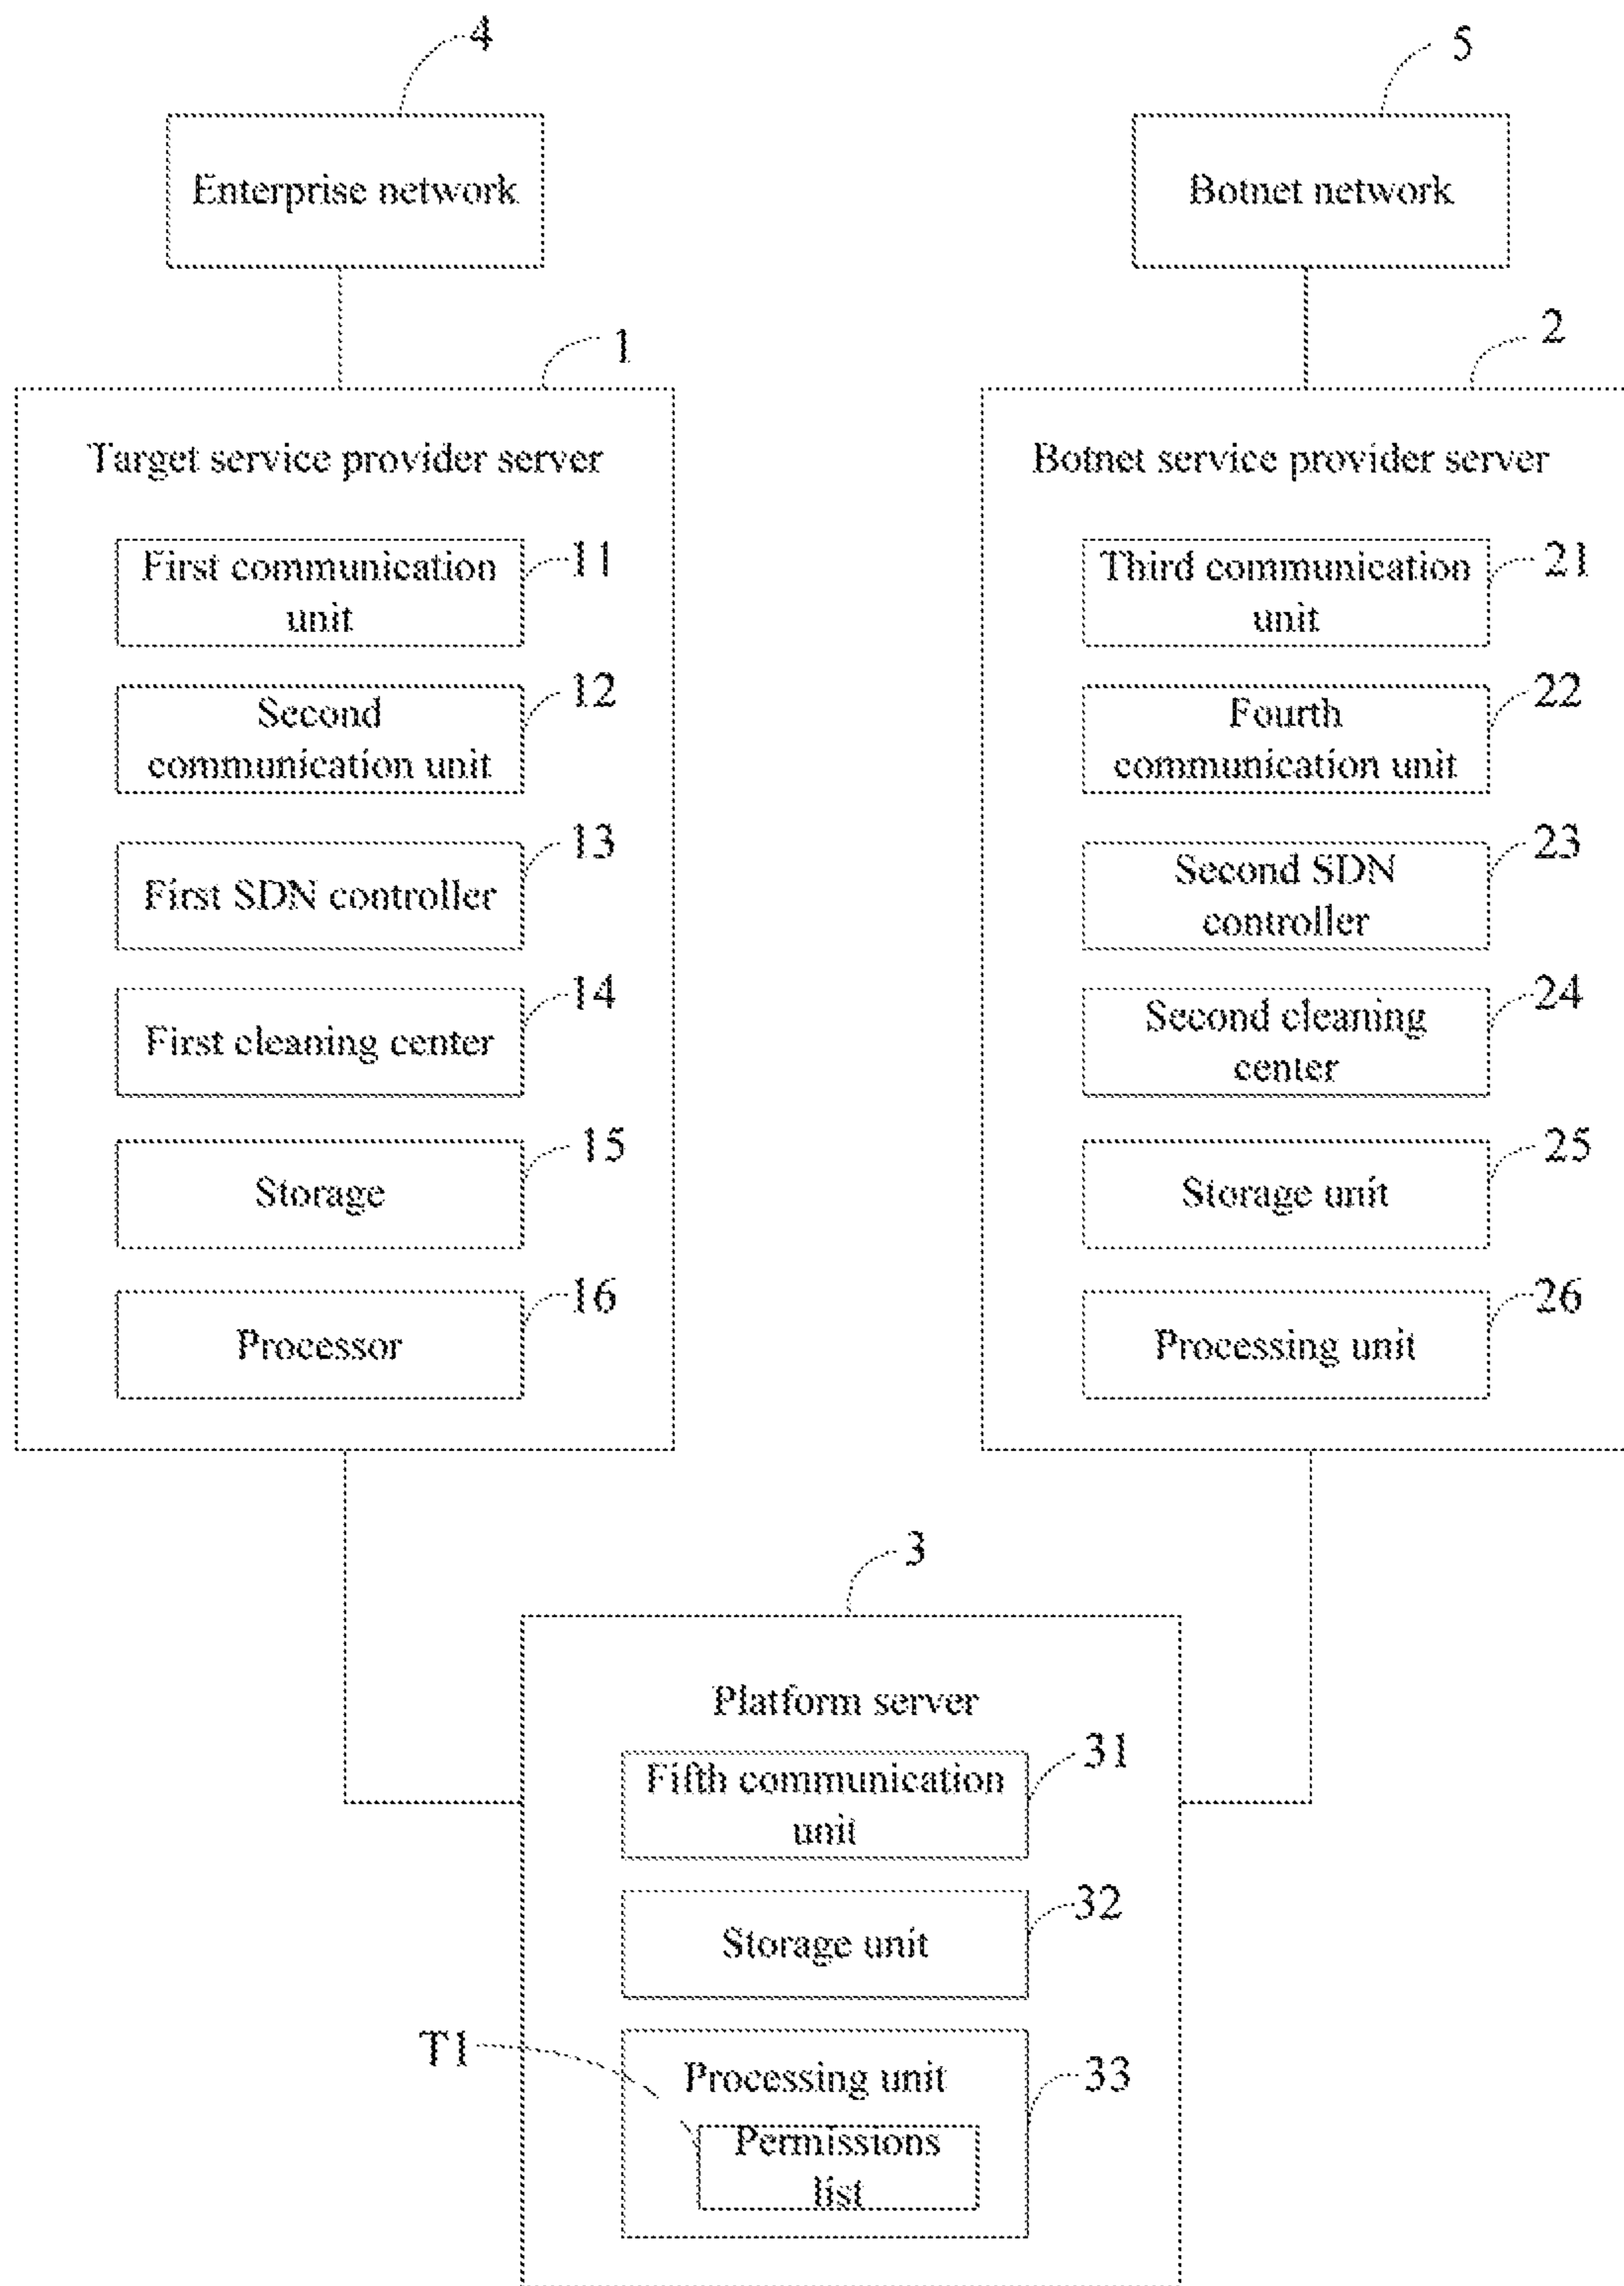 4
5
Enterprise network
Botnet network
1
2
Target service provider server
First communication
unit
11
Second
communication unit
12
First SDN controller
13
First cleaning center
14
Storage
15
Processor
16
Botnet service provider server
Third communication
unit
21
Fourth
communication unit
22
Second SDN
controller
23
Second cleaning
center
24
Storage unit
25
Processing unit
26
3
Platform server
Fifth communication
unit
31
Storage unit
32
T1
Processing unit
33
Permissions
list